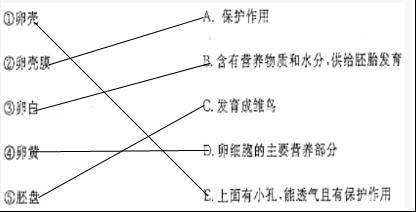 ①卵壳 A. 保护作用
②卵壳膜 B. 含有营养物质和水分，供给胚胎发育
③卵白 C. 发育成雏鸟
④卵黄 D. 卵细胞的主要营养部分
⑤胚盘 E. 上面有小孔，能透气且有保护作用